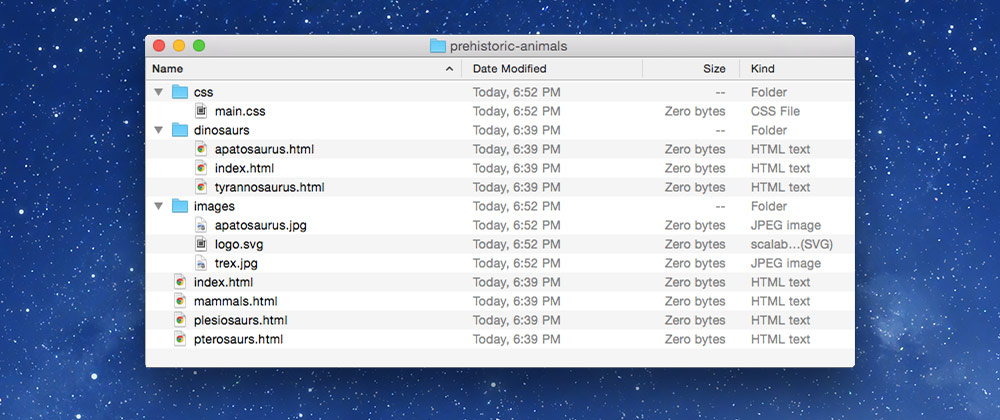 prehistoric-animals
Name Date Modified Size Kind
css Today, 6:52 PM -- Folder
main.css Today, 6:52 PM Zero bytes CSS File
dinosaurs Today, 6:39 PM -- Folder
apatosaurus.html Today, 6:39 PM Zero bytes HTML text
index.html Today, 6:39 PM Zero bytes HTML text
tyrannosaurus.html Today, 6:39 PM Zero bytes HTML text
images Today, 6:52 PM -- Folder
apatosaurus.jpg Today, 6:52 PM Zero bytes JPEG image
logo.svg Today, 6:52 PM Zero bytes scalab...(SVG)
trex.jpg Today, 6:52 PM Zero bytes JPEG image
index.html Today, 6:39 PM Zero bytes HTML text
mammals.html Today, 6:39 PM Zero bytes HTML text
plesiosaurs.html Today, 6:39 PM Zero bytes HTML text
pterosaurs.html Today, 6:39 PM Zero bytes HTML text